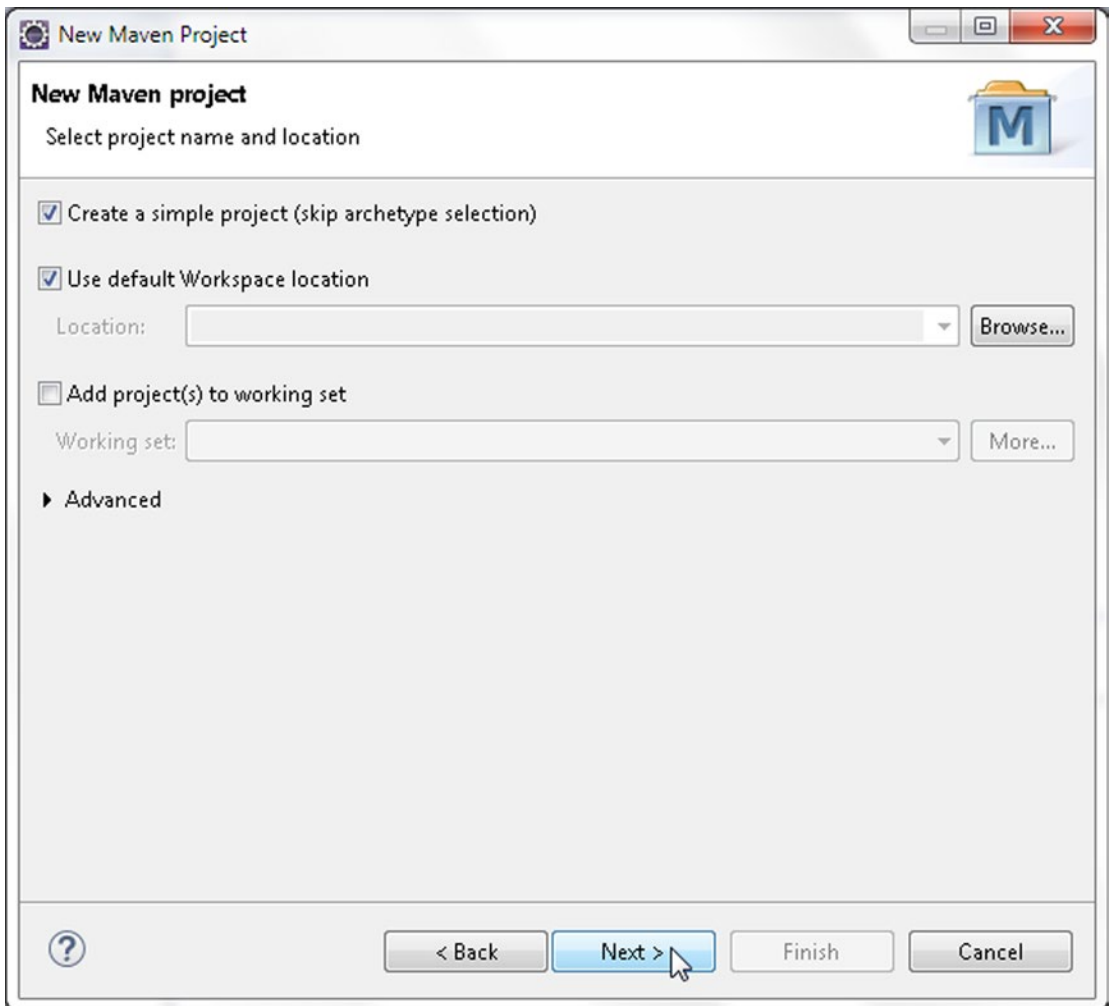 New Maven Project
New Maven project
Select project name and location
M
Create a simple project (skip archetype selection)
Use default Workspace location
Location: Browse...
Add project(s) to working set
Working set: More...
Advanced
? < Back Next > Finish Cancel